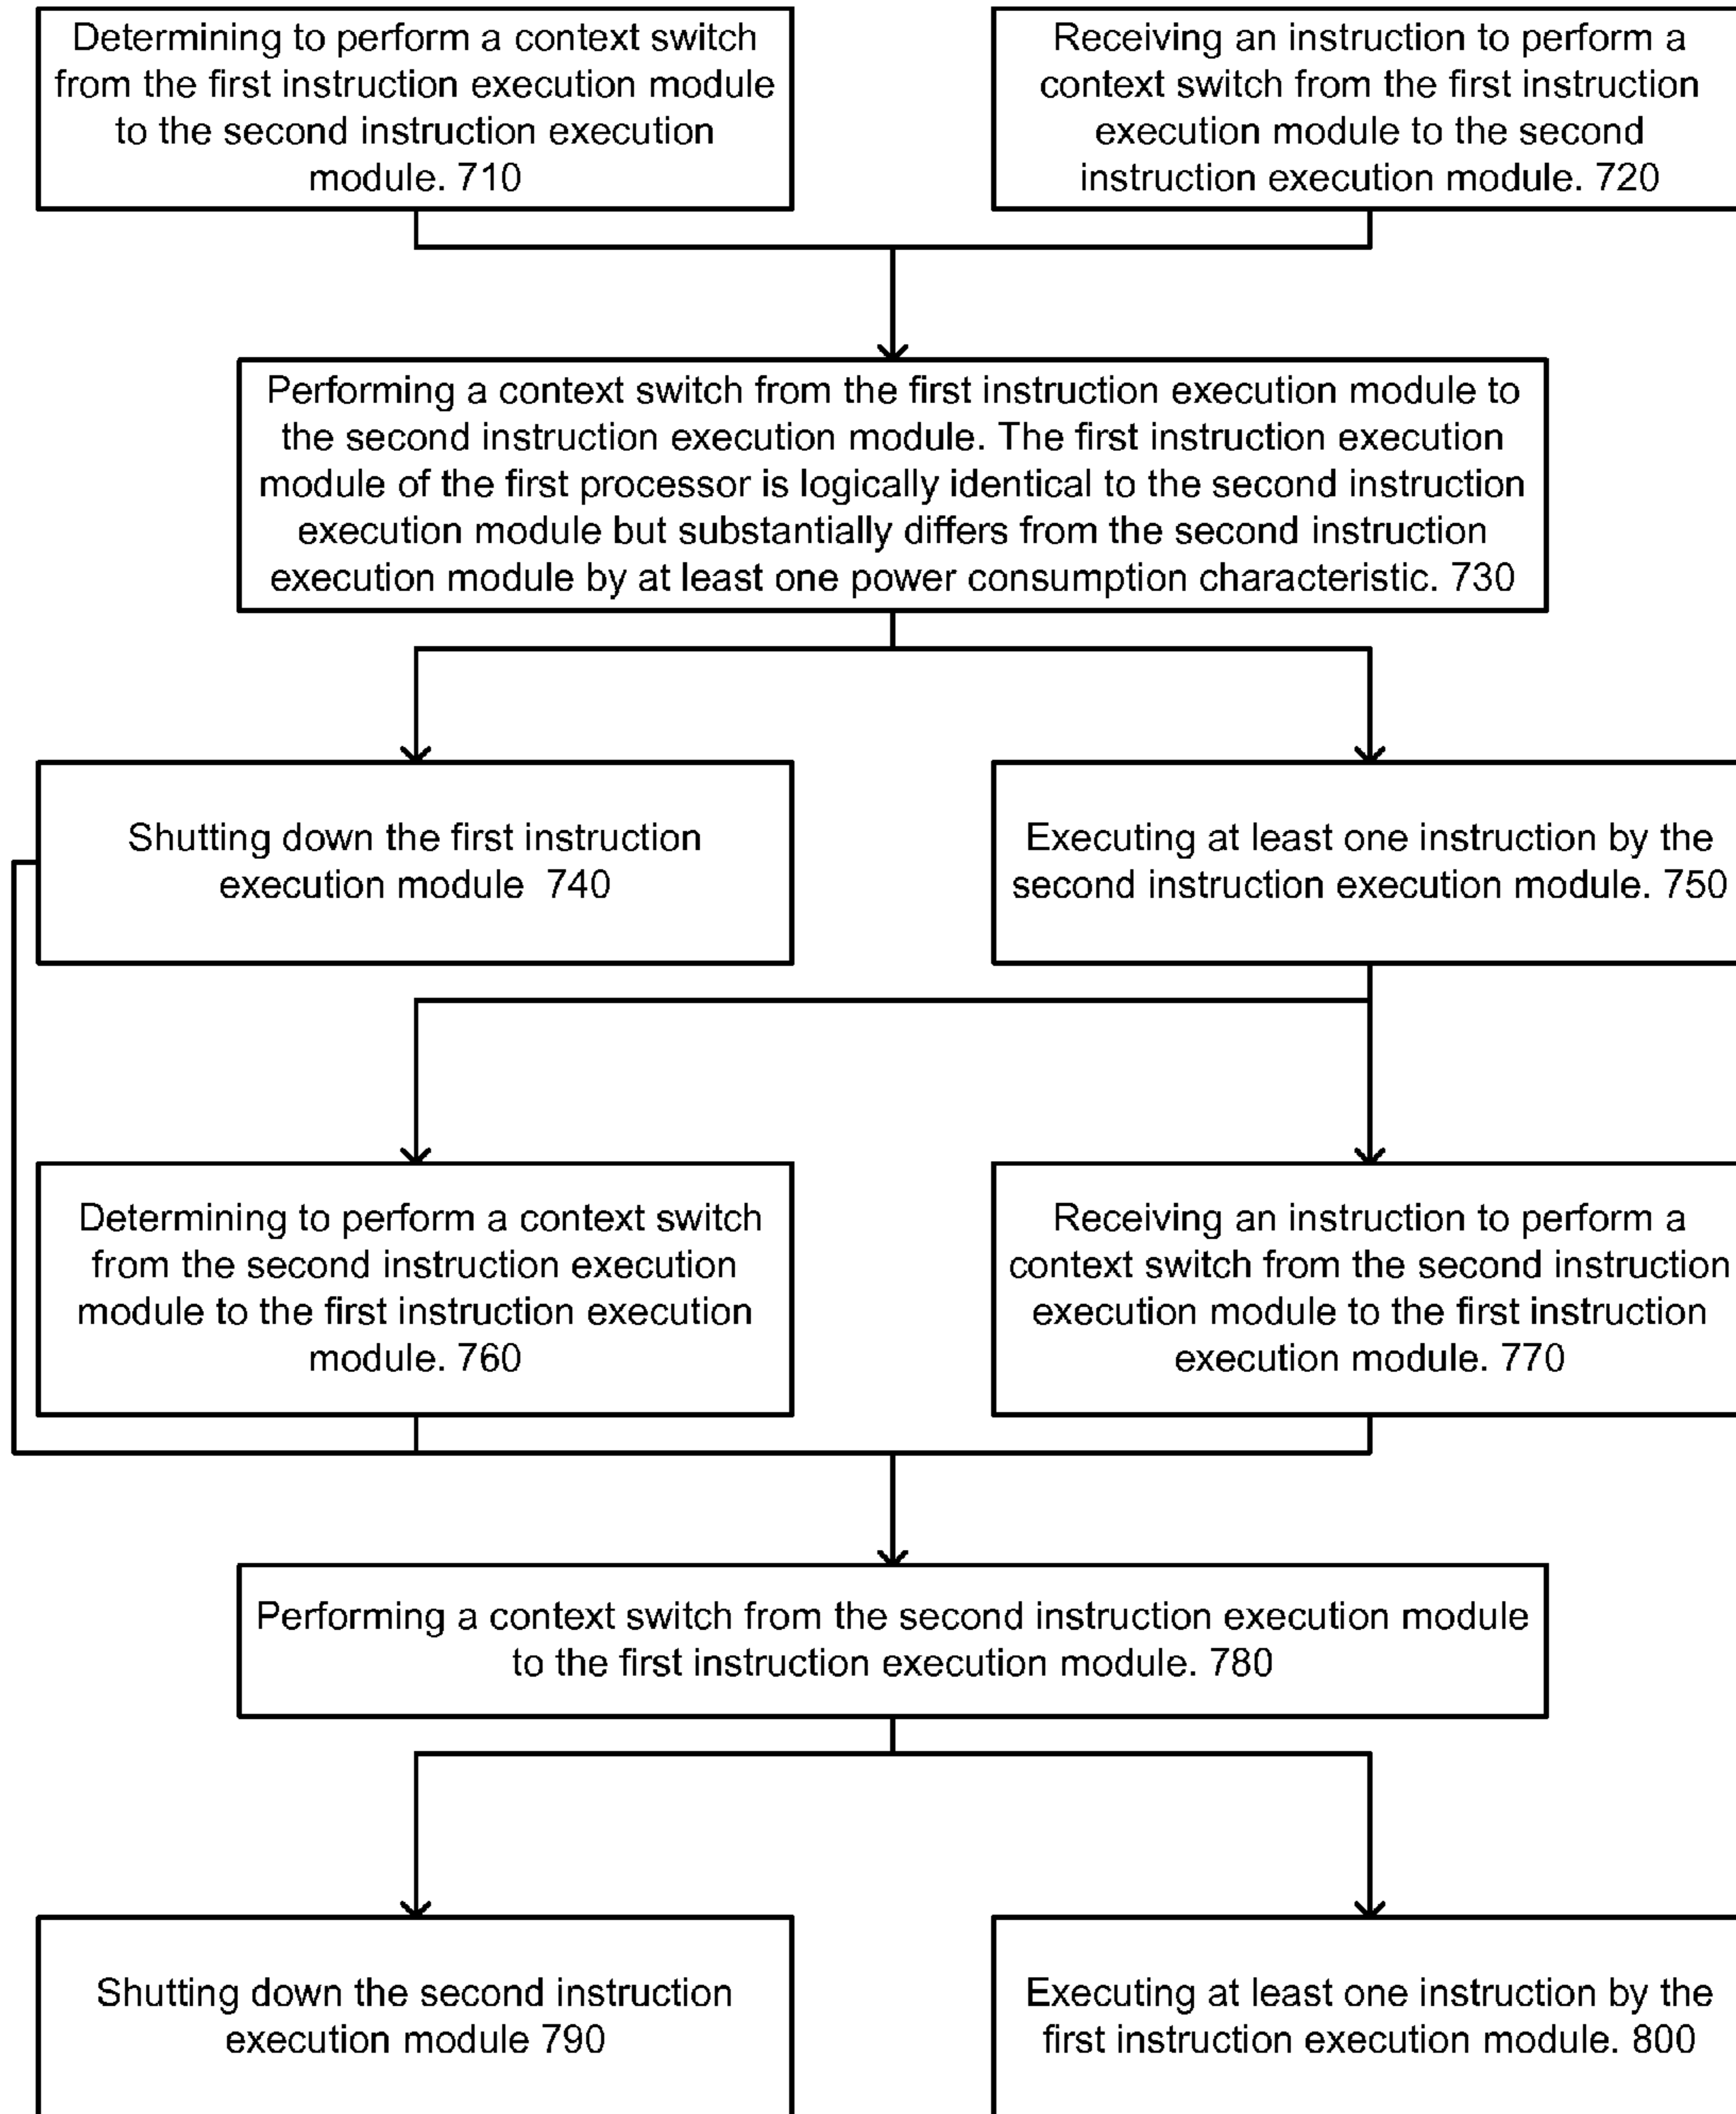 Determining to perform a context switch
from the first instruction execution module
to the second instruction execution
module. 710
Receiving an instruction to perform a
context switch from the first instruction
execution module to the second
instruction execution module. 720
Performing a context switch from the first instruction execution module to
the second instruction execution module. The first instruction execution
module of the first processor is logically identical to the second instruction
execution module but substantially differs from the second instruction
execution module by at least one power consumption characteristic. 730
Shutting down the first instruction
execution module 740
Executing at least one instruction by the
second instruction execution module. 750
Determining to perform a context switch
from the second instruction execution
module to the first instruction execution
module. 760
Receiving an instruction to perform a
context switch from the second instruction
execution module to the first instruction
execution module. 770
Performing a context switch from the second instruction execution module
to the first instruction execution module. 780
Shutting down the second instruction
execution module 790
Executing at least one instruction by the
first instruction execution module. 800